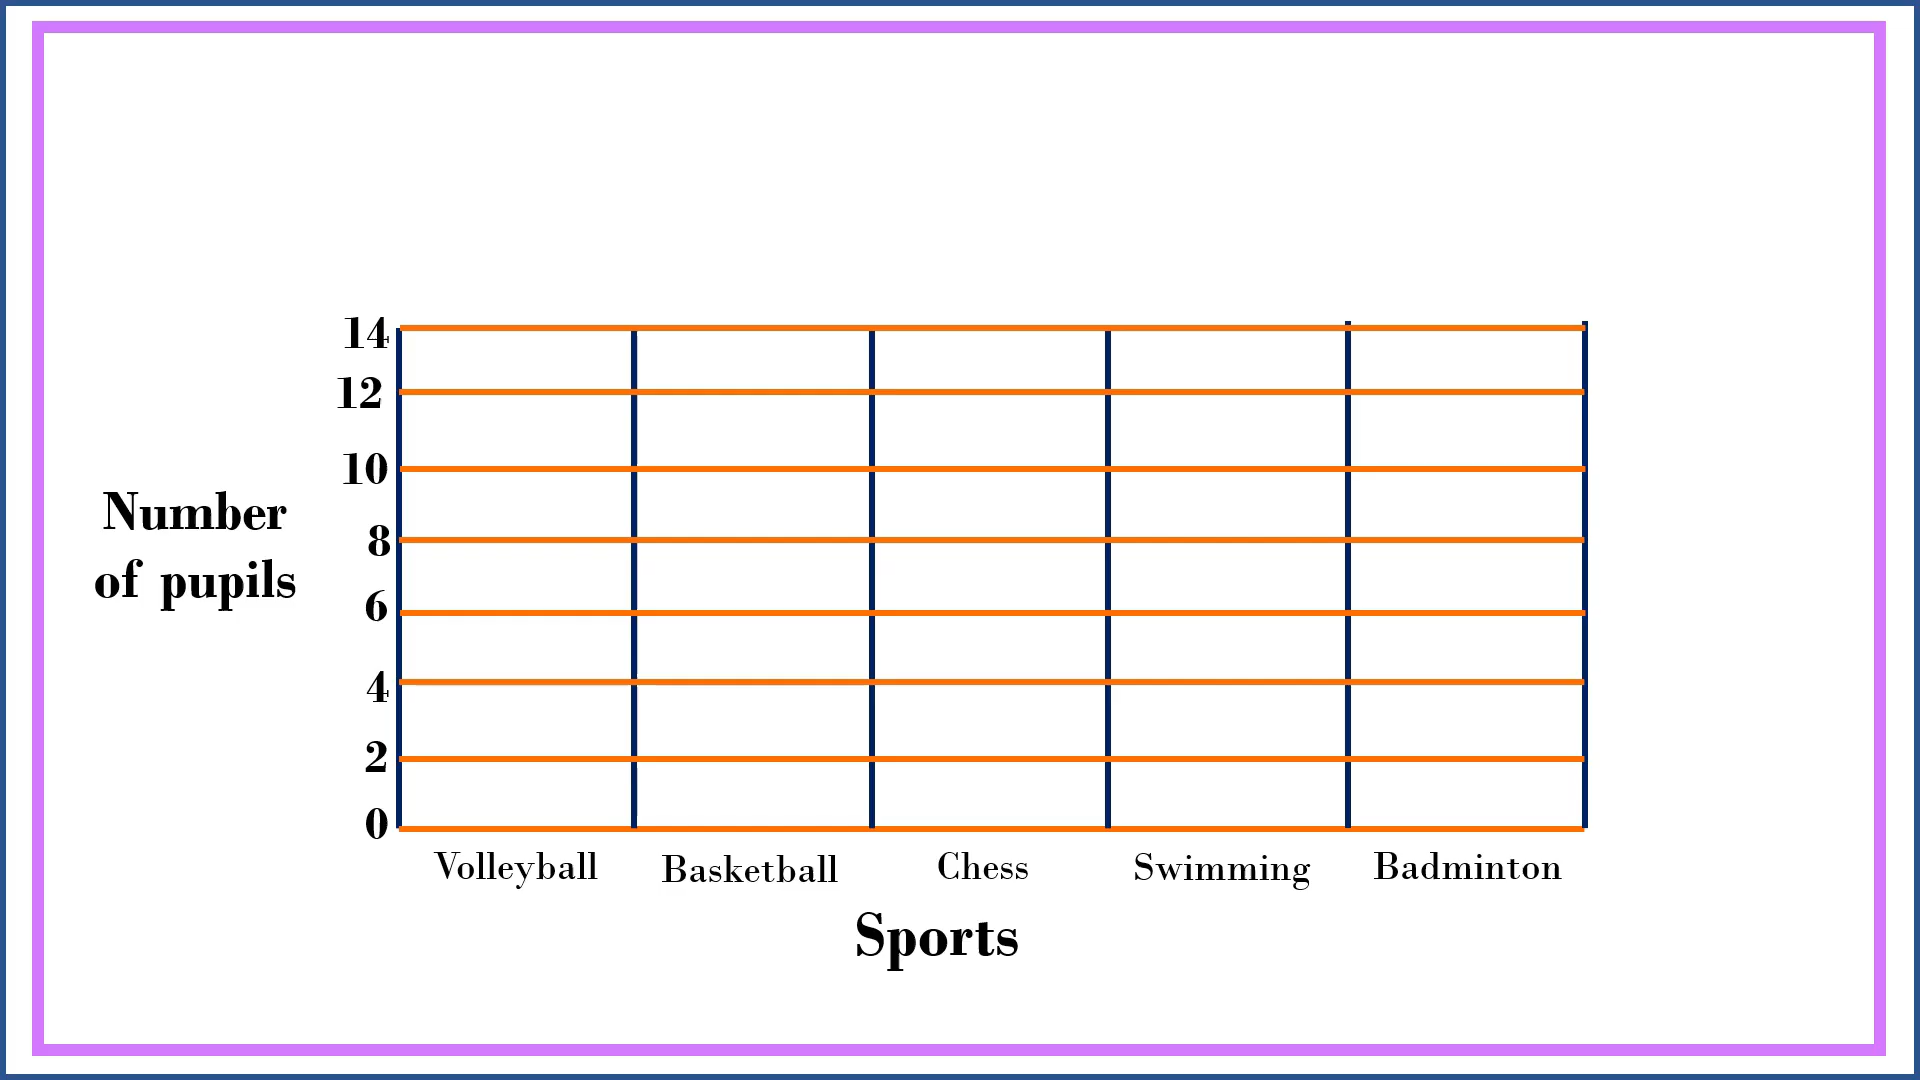 14
12
10
8
6
4
2
0
Number
of pupils
Volleyball Basketball Chess Swimming Badminton
Sports